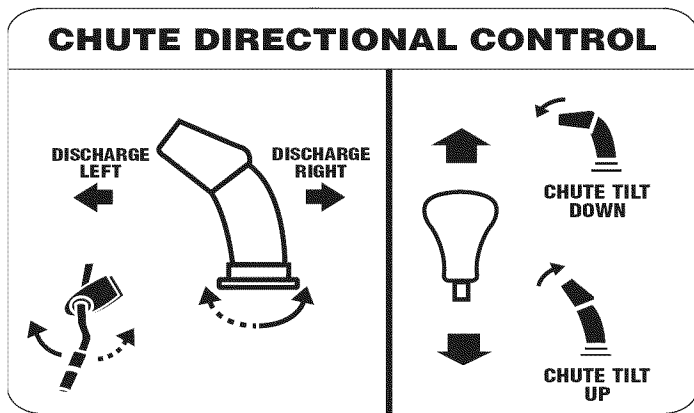 CHUTE DIRECTIONAL CONTROL
DISCHARGE
LEFT
DISCHARGE
RIGHT
CHUTE TILT
DOWN
CHUTE TILT
UP